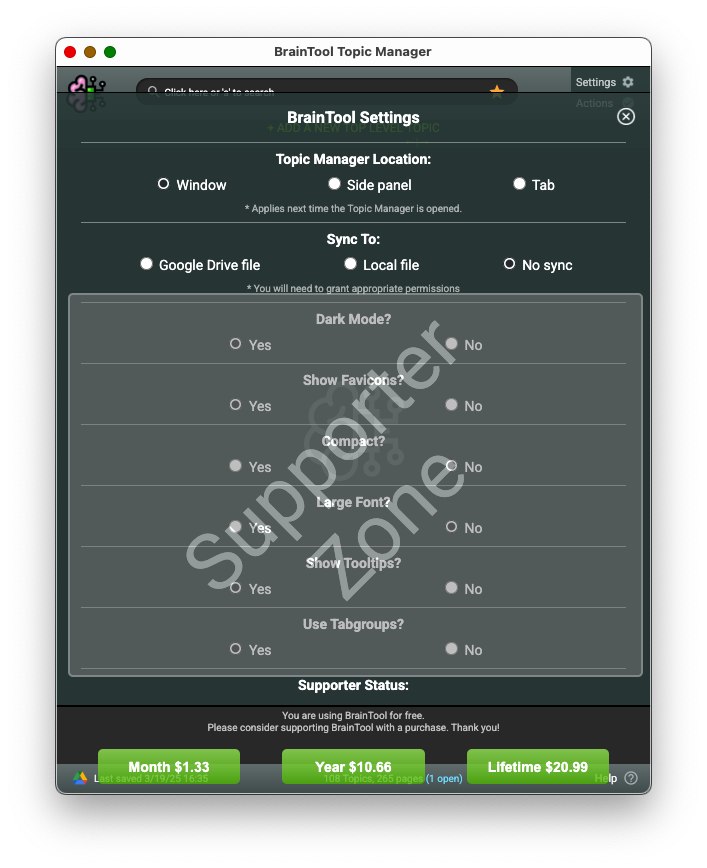 BrainTool Topic Manager
Click here or 's' to search
Settings
Actions
+ ADD A NEW TOP LEVEL TOPIC
BrainTool Settings
Topic Manager Location:
Window Side panel Tab
* Applies next time the Topic Manager is opened.
Sync To:
Google Drive file Local file No sync
* You will need to grant appropriate permissions
Dark Mode?
Yes No
Show Favicons?
Yes No
Compact?
Yes No
Large Font?
Yes No
Show Tooltips?
Yes No
Use Tabgroups?
Yes No
Supporter
Zone
Supporter Status:
You are using BrainTool for free.
Please consider supporting BrainTool with a purchase. Thank you!
Month $1.33 Year $10.66 Lifetime $20.99
Last saved 3/19/25 16:35 108 Topics, 265 pages (1 open) Help